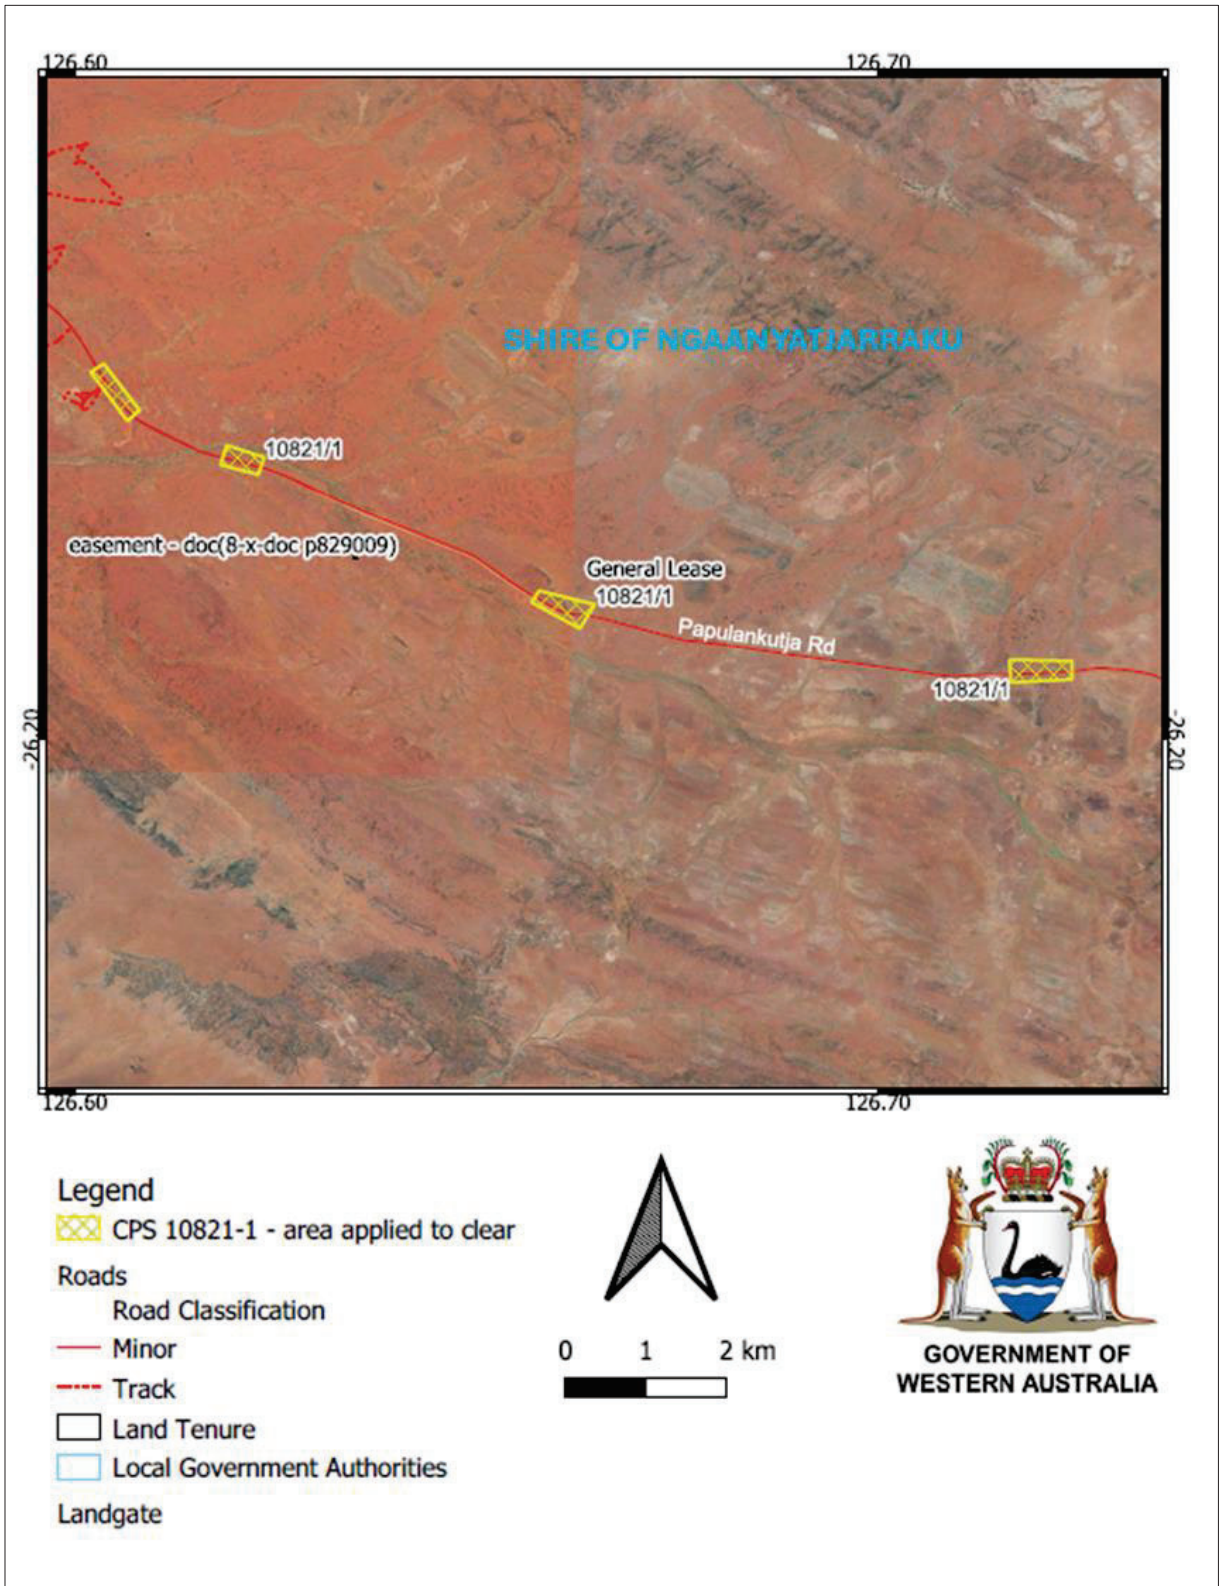 126.60
126.70
SHIRE OF NGAANYATJARRAKU
10821/1
easement - doc(8-x-doc p829009)
General Lease
10821/1
Papulankutja Rd
10821/1
-26.20
-26.20
126.60
126.70
Legend
CPS 10821-1 - area applied to clear
Roads
Road Classification
Minor
Track
Land Tenure
Local Government Authorities
Landgate
0 1 2 km
GOVERNMENT OF
WESTERN AUSTRALIA